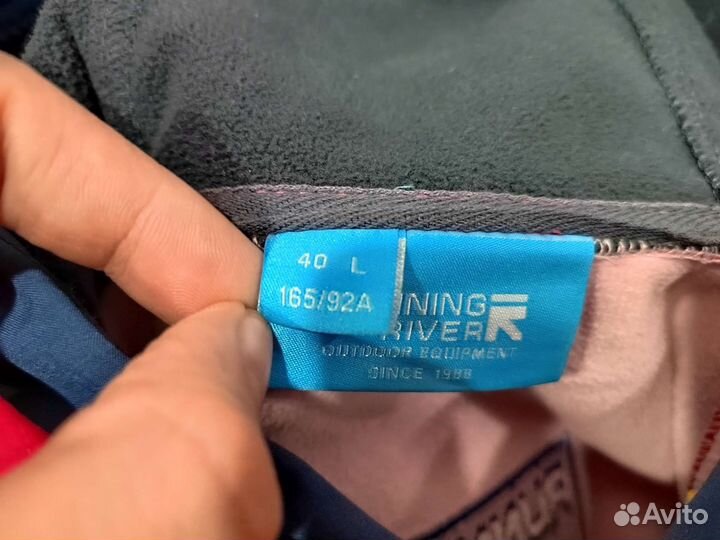 40 L
165/92A
NING
RIVER
OUTDOOR EQUIPMENT
SINCE 1988
Avito